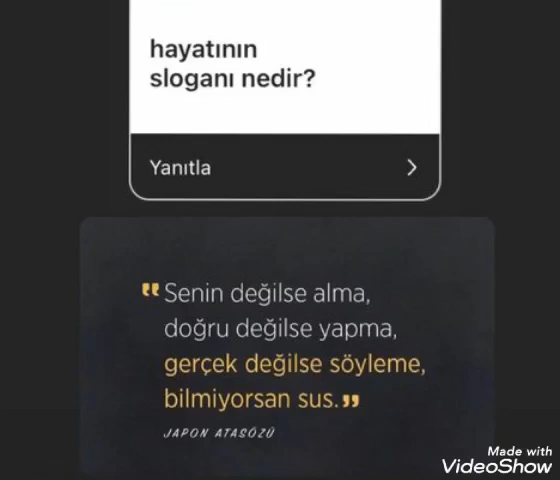 hayatının
sloganı nedir?
Yanıtla
"Senin değilse alma,
doğru değilse yapma,
gerçek değilse söyleme,
bilmiyorsan sus."
JAPON ATASÖZÜ
Made with
VideoShow